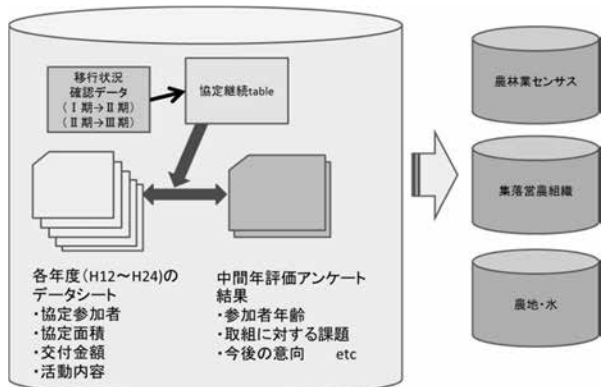 移行状況
確認データ
(Ⅰ期→Ⅱ期)
(Ⅱ期→Ⅲ期)
協定継続table
各年度(H12～H24)の
データシート
・協定参加者
・協定面積
・交付金額
・活動内容
中間年評価アンケート
結果
・参加者年齢
・取組に対する課題
・今後の意向 etc
農林業センサス
集落営農組織
農地・水